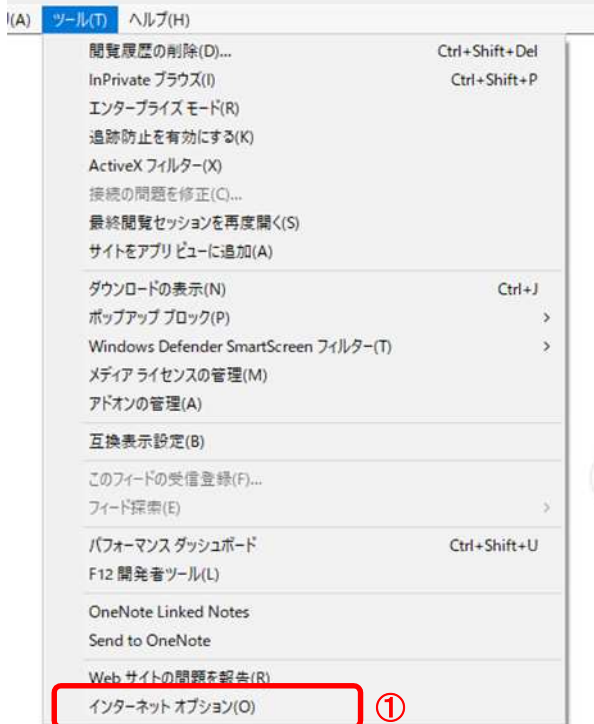 (A) ツール(T) ヘルプ(H)
閲覧履歴の削除(D)... Ctrl+Shift+Del
InPrivate ブラウズ(I) Ctrl+Shift+P
エンタープライズ モード(R)
追跡防止を有効にする(K)
ActiveX フィルター(X)
接続の問題を修正(C)...
最終閲覧セッションを再度開く(S)
サイトをアプリ ビューに追加(A)
ダウンロードの表示(N) Ctrl+J
ポップアップ ブロック(P)
Windows Defender SmartScreen フィルター(T)
メディア ライセンスの管理(M)
アドオンの管理(A)
互換表示設定(B)
このフィードの受信登録(F)...
フィード探索(E)
パフォーマンス ダッシュボード Ctrl+Shift+U
F12 開発者ツール(L)
OneNote Linked Notes
Send to OneNote
Web サイトの問題を報告(R)
インターネット オプション(O) ①